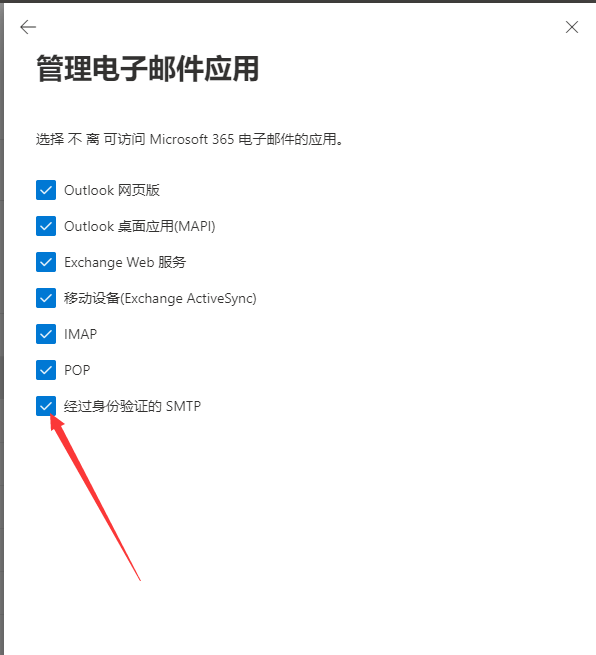 管理电子邮件应用
选择 不 离 可访问 Microsoft 365 电子邮件的应用。
Outlook 网页版
Outlook 桌面应用(MAPI)
Exchange Web 服务
移动设备(Exchange ActiveSync)
IMAP
POP
经过身份验证的 SMTP